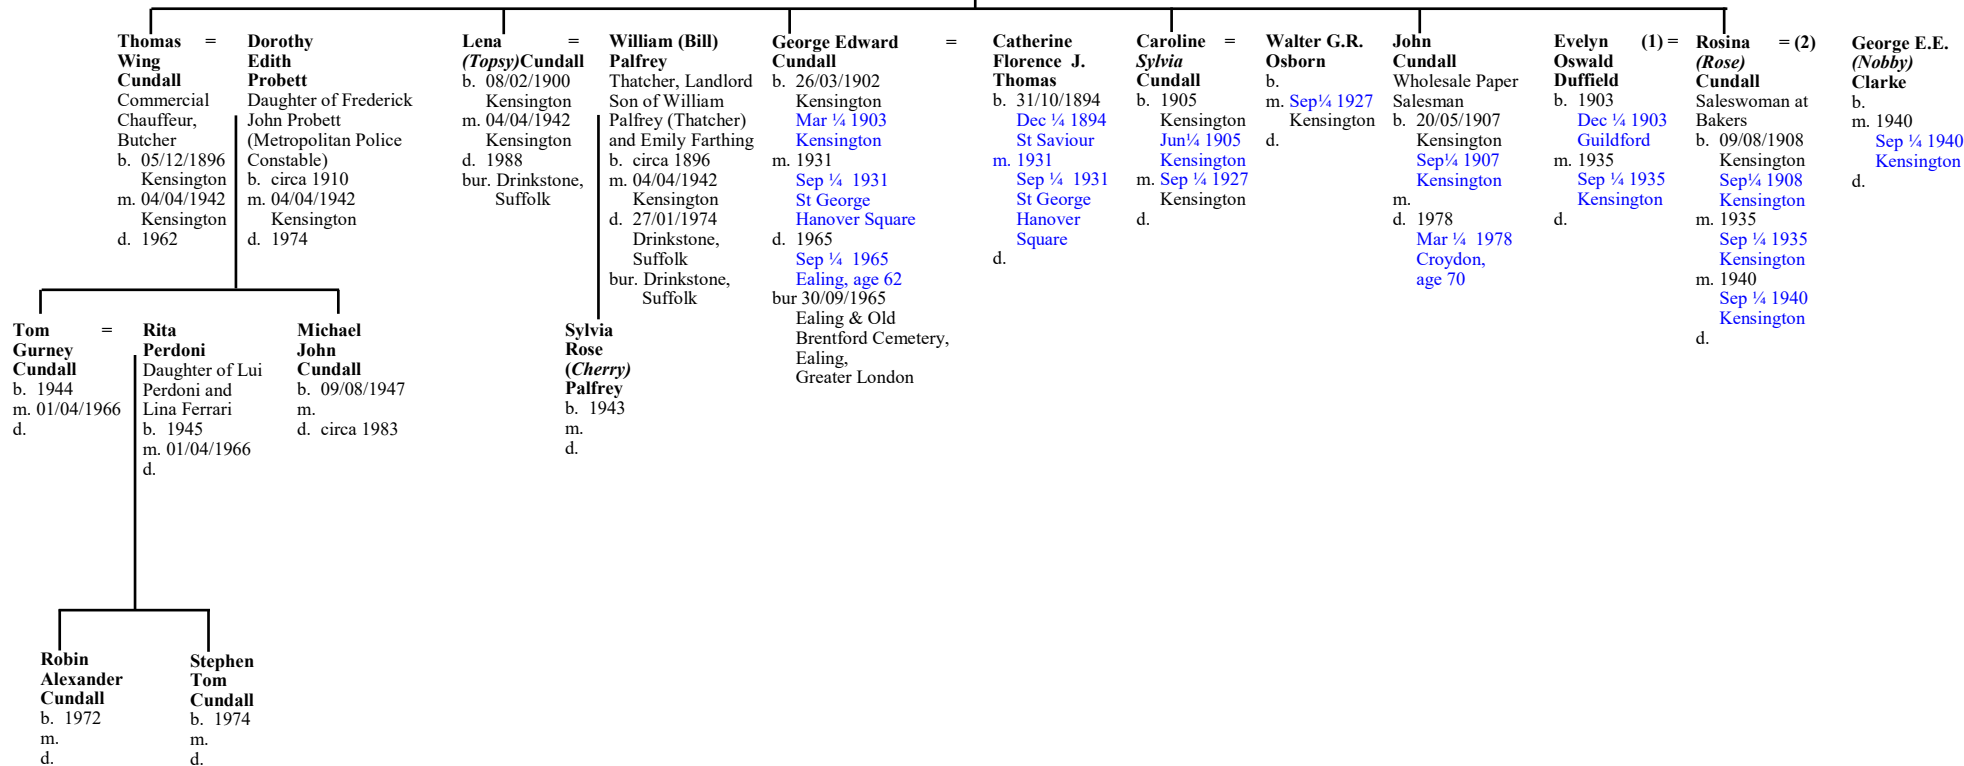 Thomas =
Wing
Cundall
Commercial
Chauffeur,
Butcher
b. 05/12/1896
Kensington
m. 04/04/1942
Kensington
d. 1962
Dorothy
Edith
Probett
Daughter of Frederick
John Probett
(Metropolitan Police
Constable)
b. circa 1910
m. 04/04/1942
Kensington
d. 1974
Lena =
(Topsy)Cundall
b. 08/02/1900
Kensington
m. 04/04/1942
Kensington
d. 1988
bur. Drinkstone,
Suffolk
William (Bill)
Palfrey
Thatcher, Landlord
Son of William
Palfrey (Thatcher)
and Emily Farthing
b. circa 1896
m. 04/04/1942
Kensington
d. 27/01/1974
Drinkstone,
Suffolk
bur. Drinkstone,
Suffolk
George Edward =
Cundall
b. 26/03/1902
Kensington
Mar ¼ 1903
Kensington
m. 1931
Sep ¼ 1931
St George
Hanover Square
d. 1965
Sep ¼ 1965
Ealing, age 62
bur 30/09/1965
Ealing & Old
Brentford Cemetery,
Ealing,
Greater London
Catherine
Florence J.
Thomas
b. 31/10/1894
Dec ¼ 1894
St Saviour
m. 1931
Sep ¼ 1931
St George
Hanover
Square
d.
Caroline =
Sylvia
Cundall
b. 1905
Kensington
Jun¼ 1905
Kensington
m. Sep ¼ 1927
Kensington
d.
Walter G.R.
Osborn
b.
m. Sep¼ 1927
Kensington
d.
John
Cundall
Wholesale Paper
Salesman
b. 20/05/1907
Kensington
Sep¼ 1907
Kensington
m.
d. 1978
Mar ¼ 1978
Croydon,
age 70
Evelyn (1) =
Oswald
Duffield
b. 1903
Dec ¼ 1903
Guildford
m. 1935
Sep ¼ 1935
Kensington
d.
Rosina = (2)
(Rose)
Cundall
Saleswoman at
Bakers
b. 09/08/1908
Kensington
Sep¼ 1908
Kensington
m. 1935
Sep ¼ 1935
Kensington
m. 1940
Sep ¼ 1940
Kensington
d.
George E.E.
(Nobby)
Clarke
b.
m. 1940
Sep ¼ 1940
Kensington
d.
Tom =
Gurney
Cundall
b. 1944
m. 01/04/1966
d.
Rita
Perdoni
Daughter of Lui
Perdoni and
Lina Ferrari
b. 1945
m. 01/04/1966
d.
Michael
John
Cundall
b. 09/08/1947
m.
d. circa 1983
Sylvia
Rose
(Cherry)
Palfrey
b. 1943
m.
d.
Robin
Alexander
Cundall
b. 1972
m.
d.
Stephen
Tom
Cundall
b. 1974
m.
d.